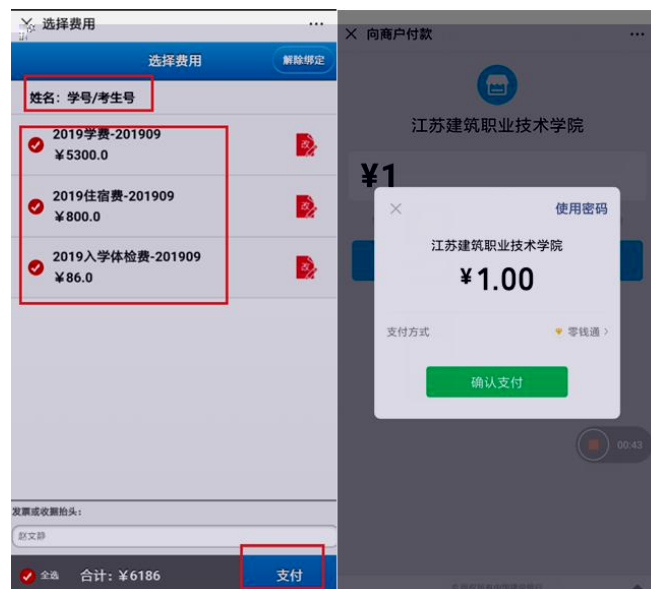 选择费用
选择费用
解除绑定
姓名：学号/考生号
2019学费-201909
￥5300.0
改
2019住宿费-201909
￥800.0
改
2019入学体检费-201909
￥86.0
改
发票或收据抬头：
赵文静
全选 合计：￥6186
支付
向商户付款
江苏建筑职业技术学院
¥1
使用密码
江苏建筑职业技术学院
¥1.00
支付方式
零钱通
确认支付
00:43